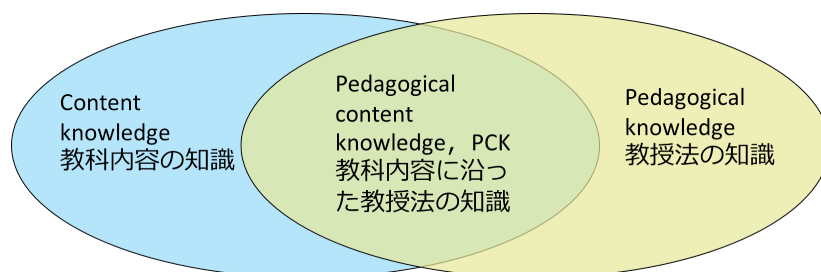 Content
knowledge
教科内容の知識
Pedagogical
content
knowledge, PCK
教科内容に沿っ
た教授法の知識
Pedagogical
knowledge
教授法の知識